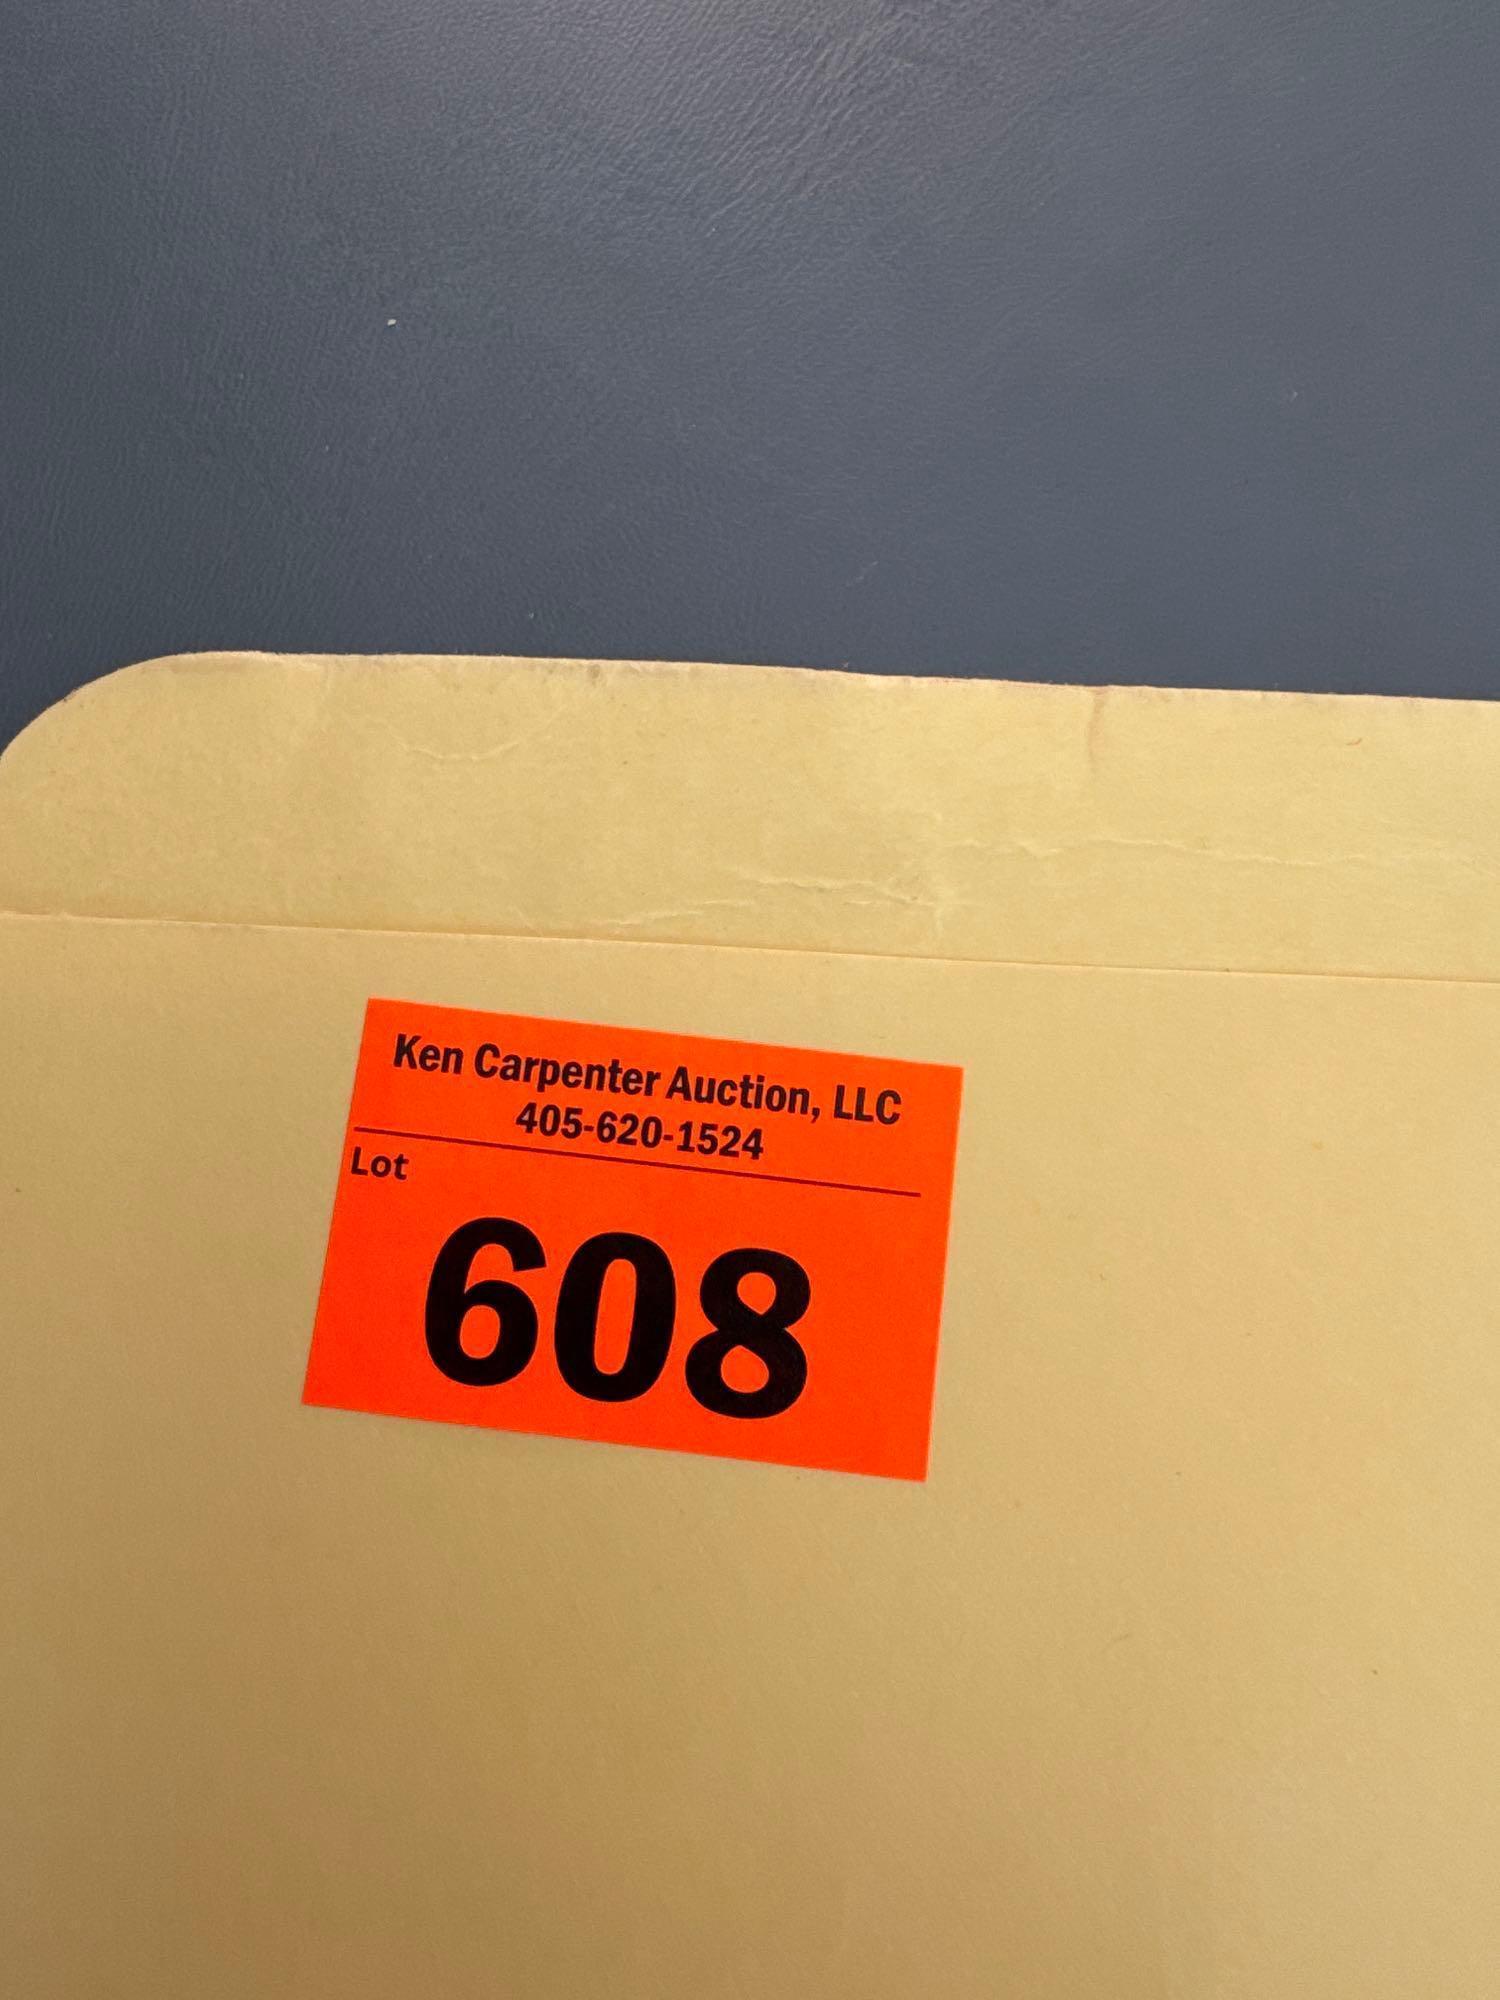 Ken Carpenter Auction, LLC
405-620-1524
Lot
608